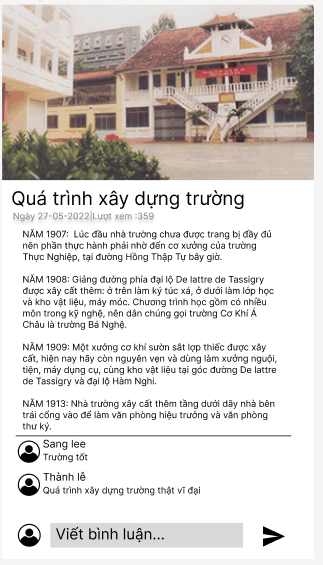 Quá trình xây dựng trường
Ngày 27-05-2022|Lượt xem :359
NĂM 1907: Lúc đầu nhà trường chưa được trang bị đầy đủ
nên phần thực hành phải nhờ đến cơ xưởng của trường
Thực Nghiệp, tại đường Hồng Thập Tự bây giờ.
NĂM 1908: Giảng đường phía đại lộ De lattre de Tassigry
được xây cất thêm: ở trên làm ký túc xá, ở dưới làm lớp học
và kho vật liệu, máy móc. Chương trình học gồm có nhiều
môn trong kỹ nghệ, nên dân chúng gọi trường Cơ Khí Á
Châu là trường Bá Nghệ.
NĂM 1909: Một xưởng cơ khí sườn sắt lợp thiếc được xây
cất, hiện nay hãy còn nguyên vẹn và dùng làm xưởng nguội,
tiện, máy dụng cụ, cùng kho vật liệu tại góc đường De lattre
de Tassigry và đại lộ Hàm Nghi.
NĂM 1913: Nhà trường xây cất thêm tầng dưới dãy nhà bên
trái cổng vào để làm văn phòng hiệu trưởng và văn phòng
thư ký.
Sang lee
Trường tốt
Thành lễ
Quá trình xây dựng trường thật vĩ đại
Viết bình luận...